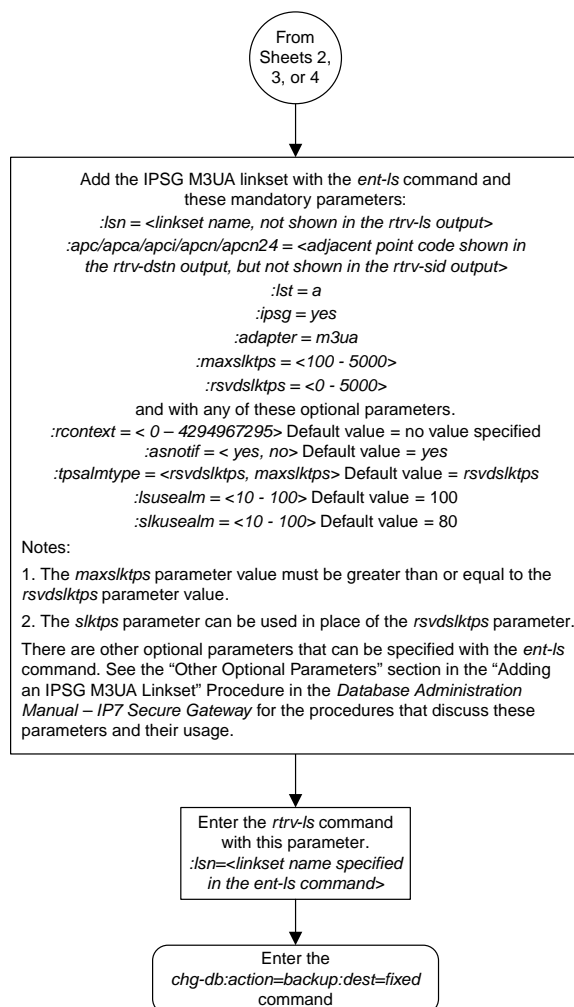 From
Sheets 2,
3, or 4
Add the IPSG M3UA linkset with the ent-ls command and
these mandatory parameters:
:lsn = <linkset name, not shown in the rtrv-ls output>
:apc/apca/apci/apcn/apcn24 = <adjacent point code shown in
the rtrv-dstn output, but not shown in the rtrv-sid output>
:lst = a
:ipsg = yes
:adapter = m3ua
:maxslktps = <100 - 5000>
:rsvdslktps = <0 - 5000>
and with any of these optional parameters.
:rcontext = < 0 – 4294967295> Default value = no value specified
:asnotif = < yes, no> Default value = yes
:tpsalmtype = <rsvdslktps, maxslktps> Default value = rsvdslktps
:lsusealm = <10 - 100> Default value = 100
:slkusealm = <10 - 100> Default value = 80
Notes:
1. The maxslktps parameter value must be greater than or equal to the
rsvdslktps parameter value.
2. The slktps parameter can be used in place of the rsvdslktps parameter.
There are other optional parameters that can be specified with the ent-ls
command. See the “Other Optional Parameters” section in the “Adding
an IPSG M3UA Linkset” Procedure in the Database Administration
Manual – IP7 Secure Gateway for the procedures that discuss these
parameters and their usage.
Enter the rtrv-ls command
with this parameter.
:lsn=<linkset name specified
in the ent-ls command>
Enter the
chg-db:action=backup:dest=fixed
command